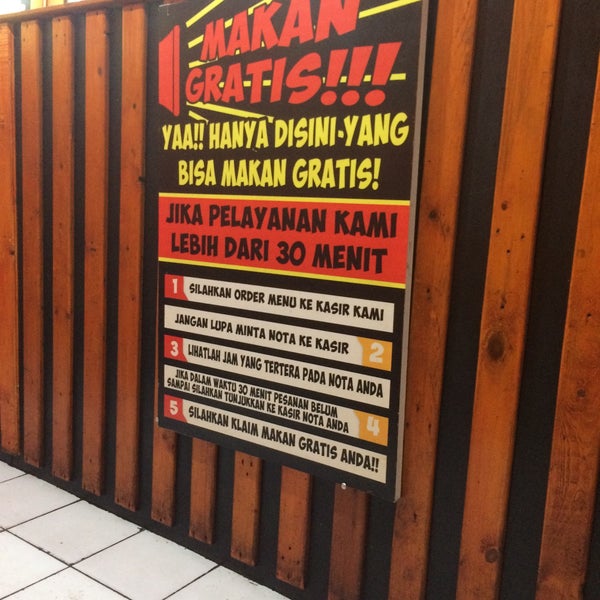 MAKAN
GRATIS!!!
YAA!! HANYA DISINI YANG
BISA MAKAN GRATIS!
JIKA PELAYANAN KAMI
LEBIH DARI 30 MENIT
1 SILAHKAN ORDER MENU KE KASIR KAMI
JANGAN LUPA MINTA NOTA KE KASIR 2
3 LIHATLAH JAM YANG TERTERA PADA NOTA ANDA
JIKA DALAM WAKTU 30 MENIT PESANAN BELUM
SAMPAI SILAHKAN TUNJUKKAN KE KASIR NOTA ANDA 4
5 SILAHKAN KLAIM MAKAN GRATIS ANDA!!